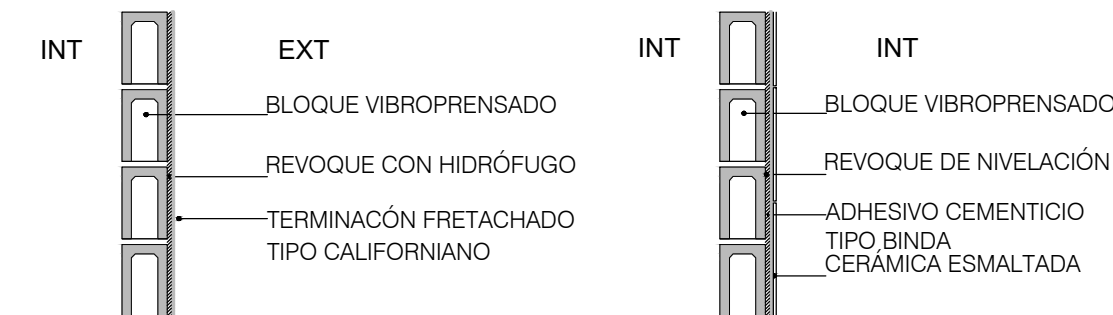 INT
EXT
BLOQUE VIBROPRENSADO
REVOQUE CON HIDRÓFUGO
TERMINACÓN FRETACHADO
TIPO CALIFORNIANO
INT
INT
BLOQUE VIBROPRENSADO
REVOQUE DE NIVELACIÓN
ADHESIVO CEMENTICIO
TIPO BINDA
CERÁMICA ESMALTADA